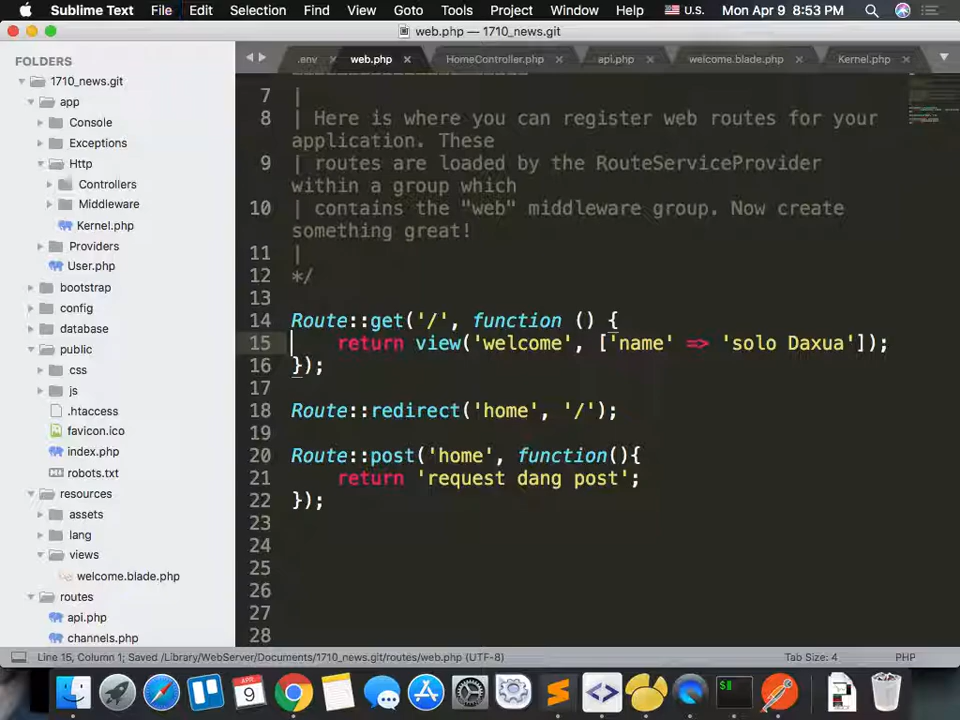 Sublime Text File Edit View Selection Find Goto Tools Project Window Help U.S. Mon Apr 9 8:53 PM
web.php — 1710_news.git
FOLDERS
1710_news.git
app
Console
Exceptions
Http
Controllers
Middleware
Kernel.php
Providers
User.php
bootstrap
config
database
public
css
js
.htaccess
favicon.ico
index.php
robots.txt
resources
assets
lang
views
welcome.blade.php
routes
api.php
channels.php
.env × web.php × HomeController.php × api.php × welcome.blade.php × Kernel.php ×
7 |
8 | Here is where you can register web routes for your
application. These
9 | routes are loaded by the RouteServiceProvider
within a group which
10 | contains the "web" middleware group. Now create
something great!
11 |
12 */
13
14 Route::get('/', function () {
15 return view('welcome', ['name' => 'solo Daxua']);
16 });
17
18 Route::redirect('home', '/');
19
20 Route::post('home', function(){
21 return 'request dang post';
22 });
23
24
25
26
27
28
Line 15, Column 1; Saved /Library/WebServer/Documents/1710_news.git/routes/web.php (UTF-8) Tab Size: 4 PHP
APR
9